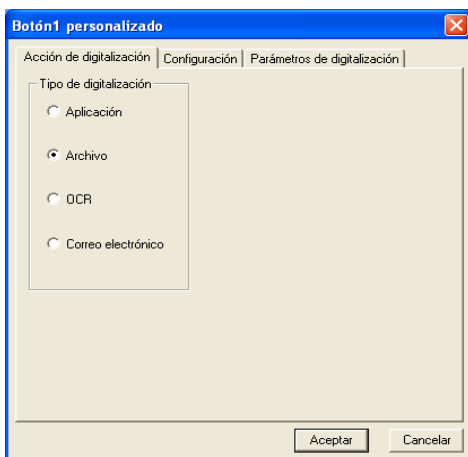 Botón1 personalizado
Acción de digitalización Configuración Parámetros de digitalización
Tipo de digitalización
Aplicación
Archivo
OCR
Correo electrónico
Aceptar Cancelar